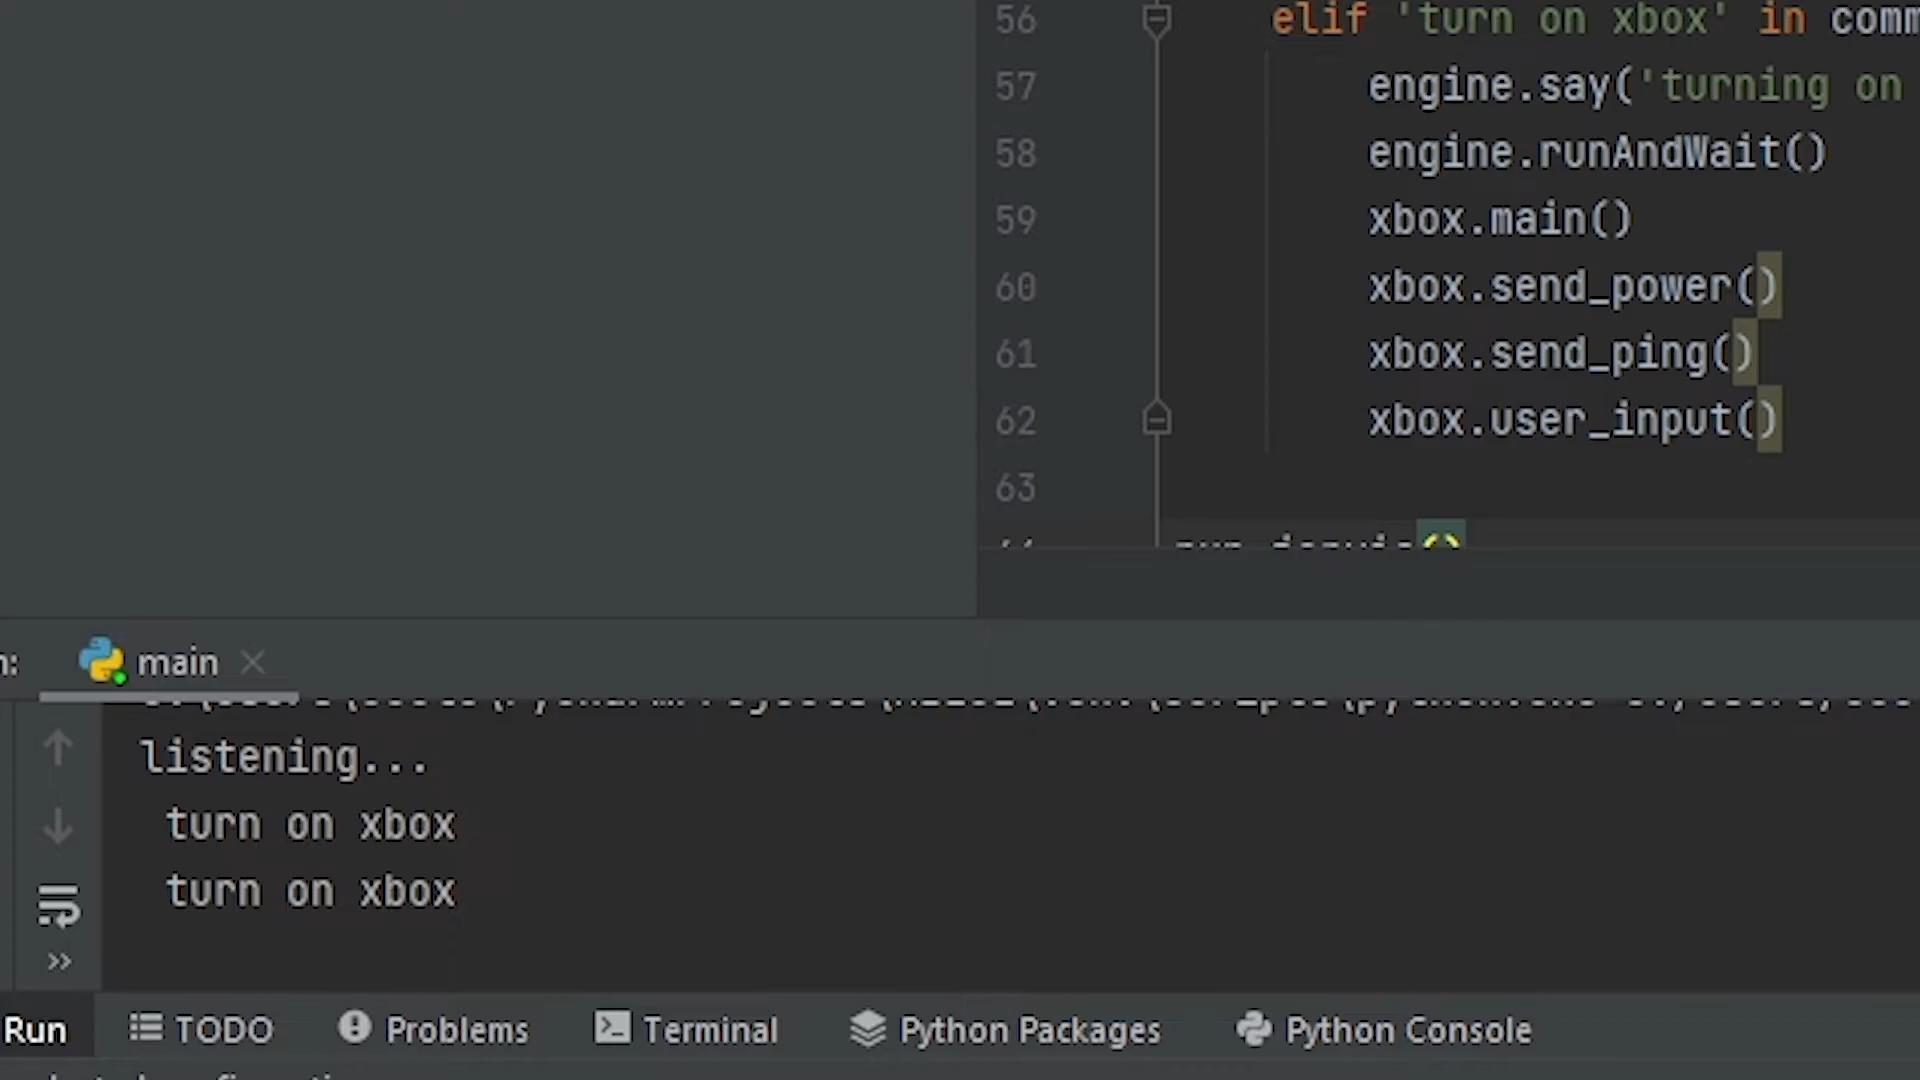 56 elif 'turn on xbox' in comm
57 engine.say('turning on
58 engine.runAndWait()
59 xbox.main()
60 xbox.send_power()
61 xbox.send_ping()
62 xbox.user_input()
63
main
listening...
turn on xbox
turn on xbox
Run TODO Problems Terminal Python Packages Python Console